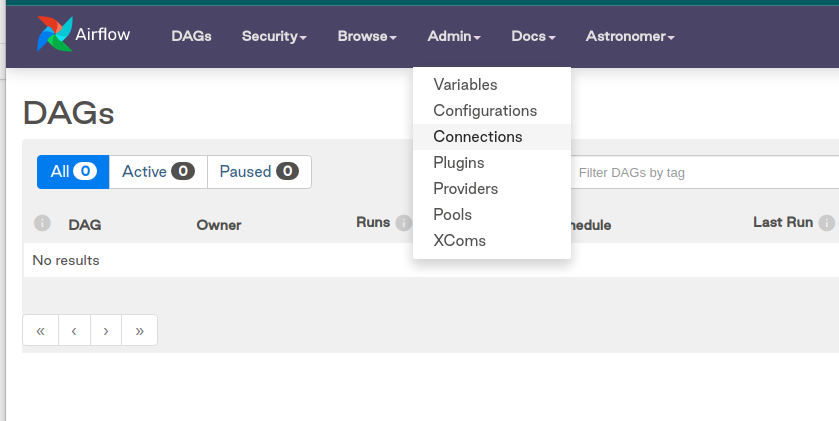 Airflow DAGs Security Browse Admin Docs Astronomer
Variables
Configurations
Connections
Plugins
Providers
Pools
XComs
DAGs
All 0 Active 0 Paused 0
Filter DAGs by tag
i DAG Owner Runs i hedule Last Run i
No results
« ‹ › »